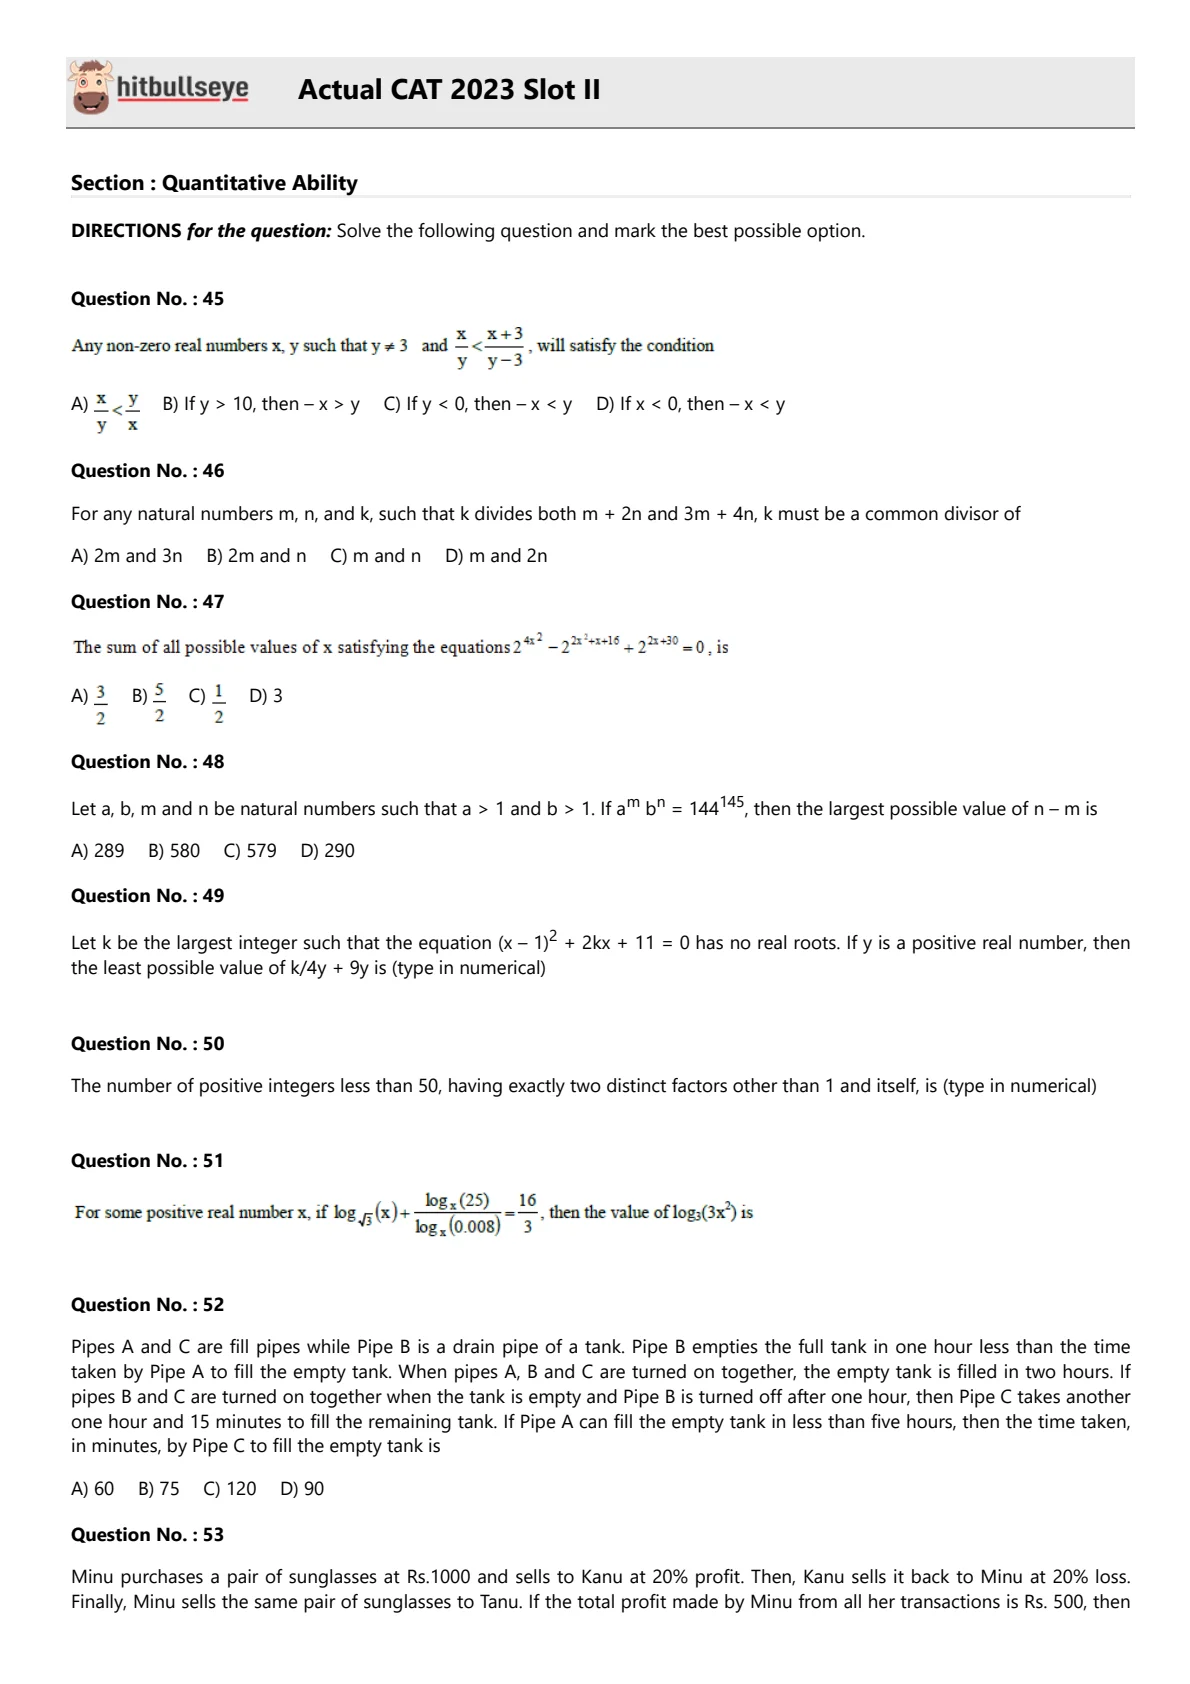 hitbullseye Actual CAT 2023 Slot II
Section : Quantitative Ability
DIRECTIONS for the question: Solve the following question and mark the best possible option.
Question No. : 45
Any non-zero real numbers x, y such that y ≠ 3 and x/y < (x+3)/(y−3), will satisfy the condition
A) x/y < y/x B) If y > 10, then – x > y C) If y < 0, then – x < y D) If x < 0, then – x < y
Question No. : 46
For any natural numbers m, n, and k, such that k divides both m + 2n and 3m + 4n, k must be a common divisor of
A) 2m and 3n B) 2m and n C) m and n D) m and 2n
Question No. : 47
The sum of all possible values of x satisfying the equations 2^(4x^2) − 2^(2x^2+x+16) + 2^(2x+30) = 0, is
A) 3/2 B) 5/2 C) 1/2 D) 3
Question No. : 48
Let a, b, m and n be natural numbers such that a > 1 and b > 1. If a^m b^n = 144^145, then the largest possible value of n – m is
A) 289 B) 580 C) 579 D) 290
Question No. : 49
Let k be the largest integer such that the equation (x – 1)^2 + 2kx + 11 = 0 has no real roots. If y is a positive real number, then
the least possible value of k/4y + 9y is (type in numerical)
Question No. : 50
The number of positive integers less than 50, having exactly two distinct factors other than 1 and itself, is (type in numerical)
Question No. : 51
For some positive real number x, if log_√3(x) + log_x(25)/log_x(0.008) = 16/3, then the value of log₃(3x²) is
Question No. : 52
Pipes A and C are fill pipes while Pipe B is a drain pipe of a tank. Pipe B empties the full tank in one hour less than the time
taken by Pipe A to fill the empty tank. When pipes A, B and C are turned on together, the empty tank is filled in two hours. If
pipes B and C are turned on together when the tank is empty and Pipe B is turned off after one hour, then Pipe C takes another
one hour and 15 minutes to fill the remaining tank. If Pipe A can fill the empty tank in less than five hours, then the time taken,
in minutes, by Pipe C to fill the empty tank is
A) 60 B) 75 C) 120 D) 90
Question No. : 53
Minu purchases a pair of sunglasses at Rs.1000 and sells to Kanu at 20% profit. Then, Kanu sells it back to Minu at 20% loss.
Finally, Minu sells the same pair of sunglasses to Tanu. If the total profit made by Minu from all her transactions is Rs. 500, then